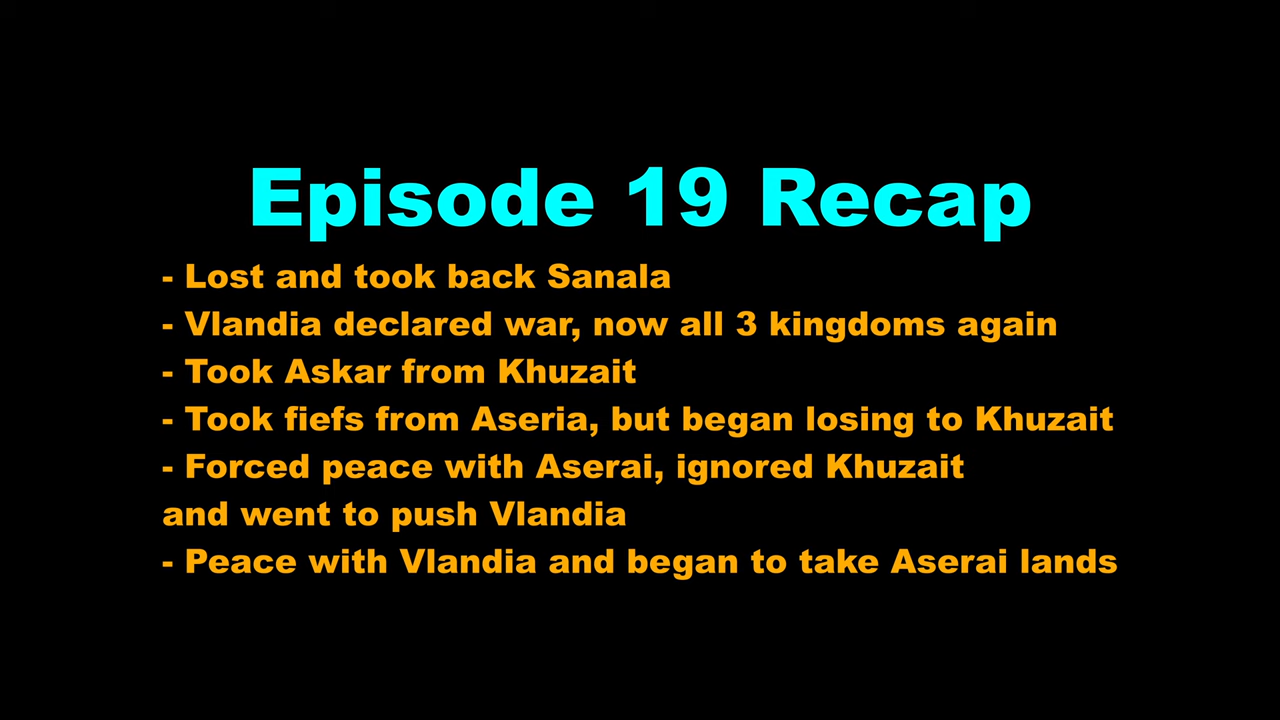 Episode 19 Recap
- Lost and took back Sanala
- Vlandia declared war, now all 3 kingdoms again
- Took Askar from Khuzait
- Took fiefs from Aseria, but began losing to Khuzait
- Forced peace with Aserai, ignored Khuzait
and went to push Vlandia
- Peace with Vlandia and began to take Aserai lands